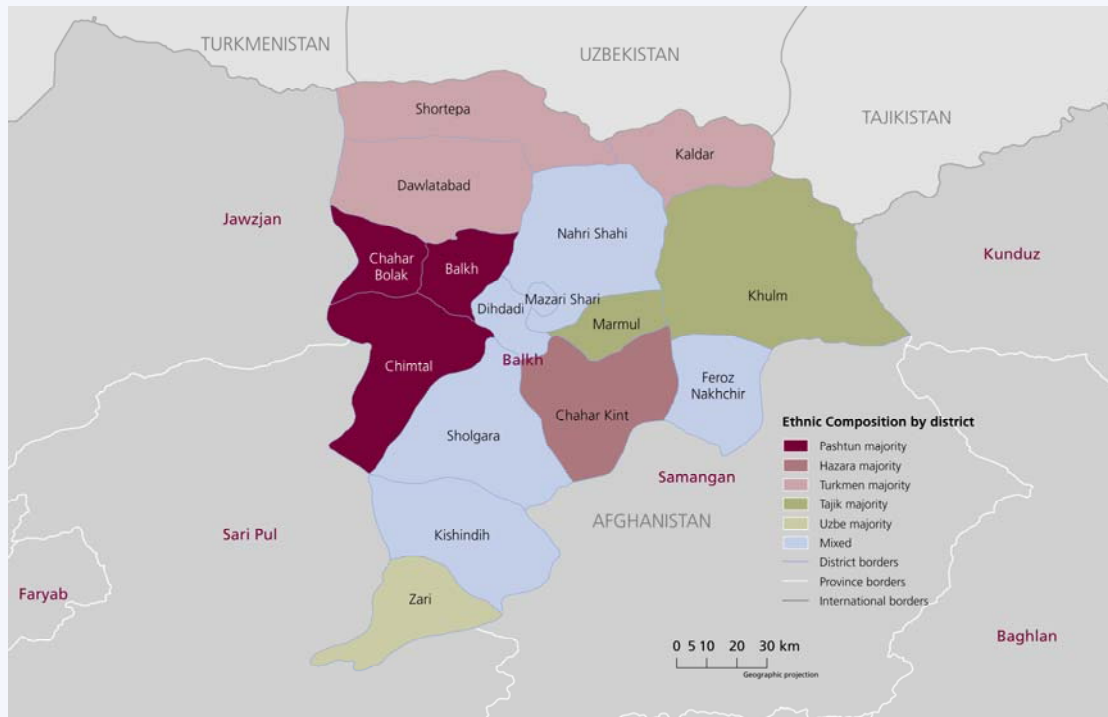 TURKMENISTAN
UZBEKISTAN
TAJIKISTAN
Shortepa
Kaldar
Dawlatabad
Jawzjan
Nahri Shahi
Kunduz
Chahar
Bolak
Balkh
Khulm
Dihdadi
Mazari Shari
Marmul
Balkh
Chimtal
Feroz
Nakhchir
Chahar Kint
Sholgara
Samangan
AFGHANISTAN
Sari Pul
Kishindih
Faryab
Zari
Baghlan
Ethnic Composition by district
Pashtun majority
Hazara majority
Turkmen majority
Tajik majority
Uzbe majority
Mixed
District borders
Province borders
International borders
0 5 10 20 30 km
Geographic projection